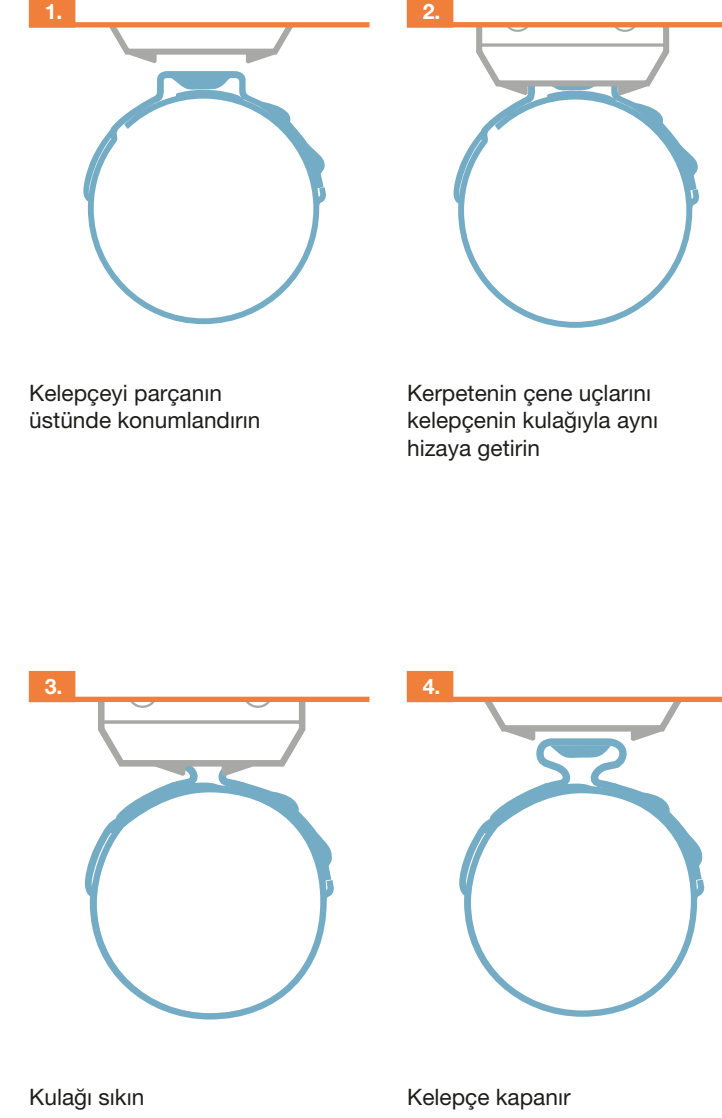 1.
Kelepçeyi parçanın
üstünde konumlandırın
2.
Kerpetenin çene uçlarını
kelepçenin kulağıyla aynı
hizaya getirin
3.
Kulağı sıkın
4.
Kelepçe kapanır